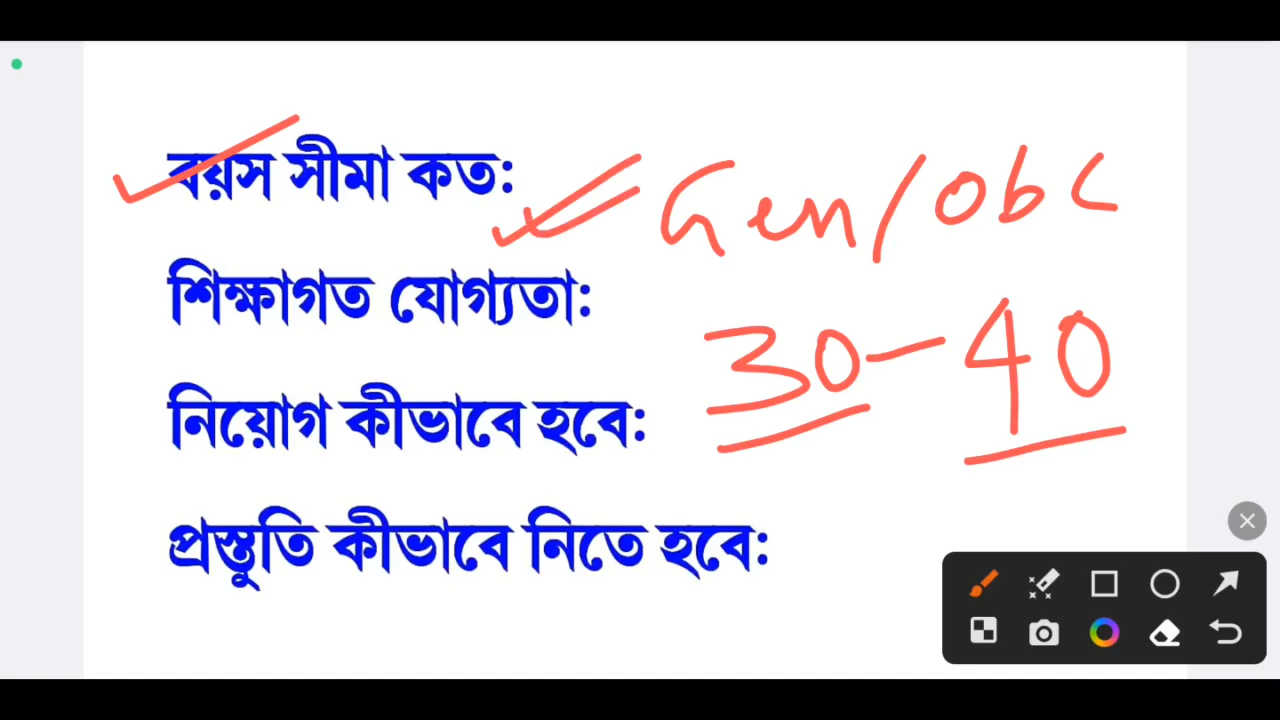 বয়স সীমা কত:
Gen/obc
শিক্ষাগত যোগ্যতা:
30-40
নিয়োগ কীভাবে হবে:
প্রস্তুতি কীভাবে নিতে হবে: